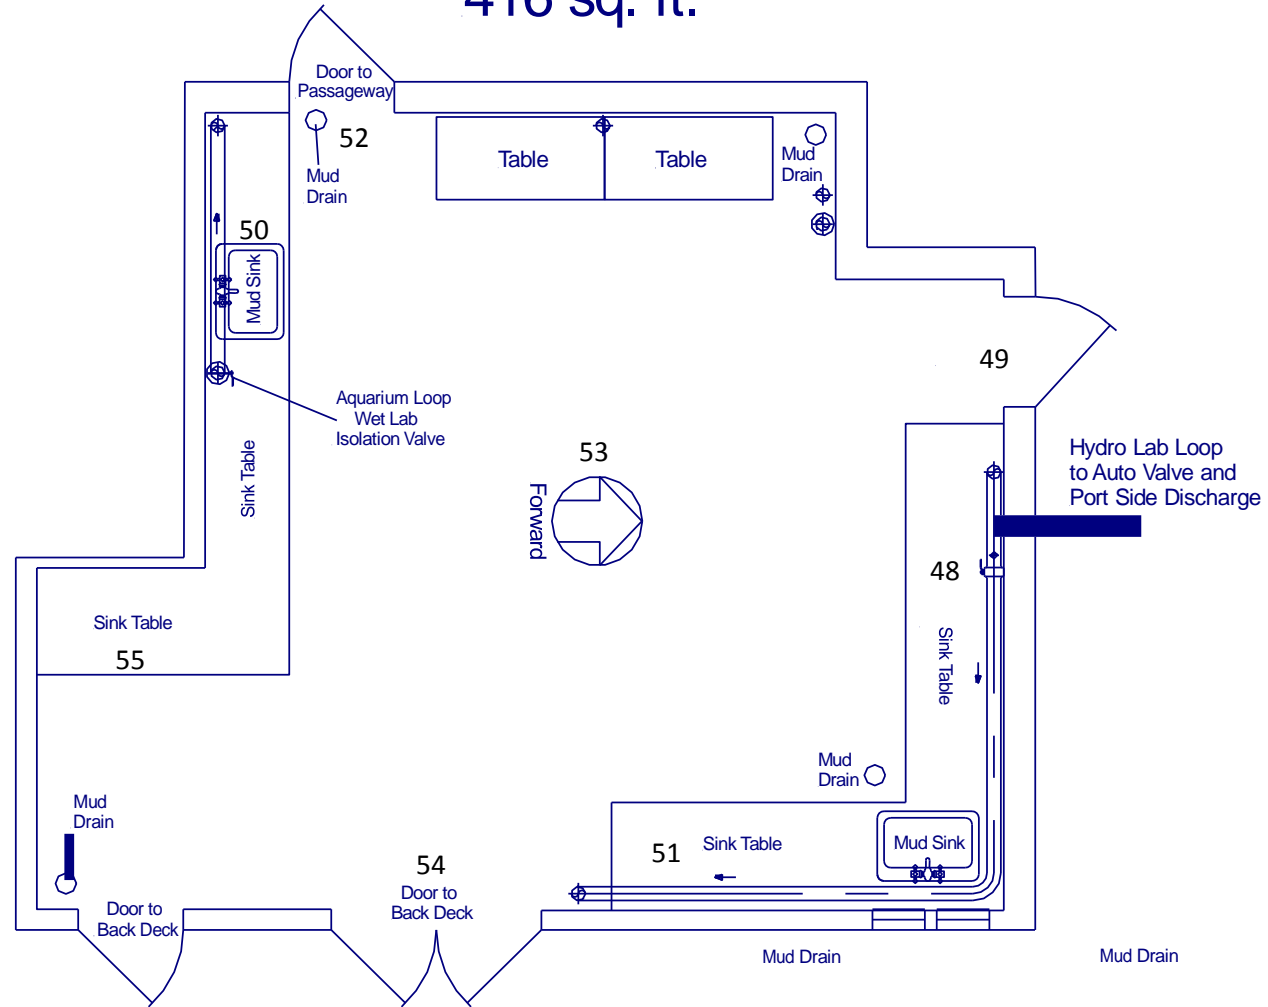 416 sq. ft.
Door to
Passageway
52
Mud
Drain
Table
Table
Mud
Drain
50
Mud Sink
49
Aquarium Loop
Wet Lab
Isolation Valve
Sink Table
53
Forward
Hydro Lab Loop
to Auto Valve and
Port Side Discharge
48
Sink Table
Sink Table
55
Mud
Drain
Mud
Drain
51
Sink Table
Mud Sink
54
Door to
Back Deck
Door to
Back Deck
Mud Drain
Mud Drain